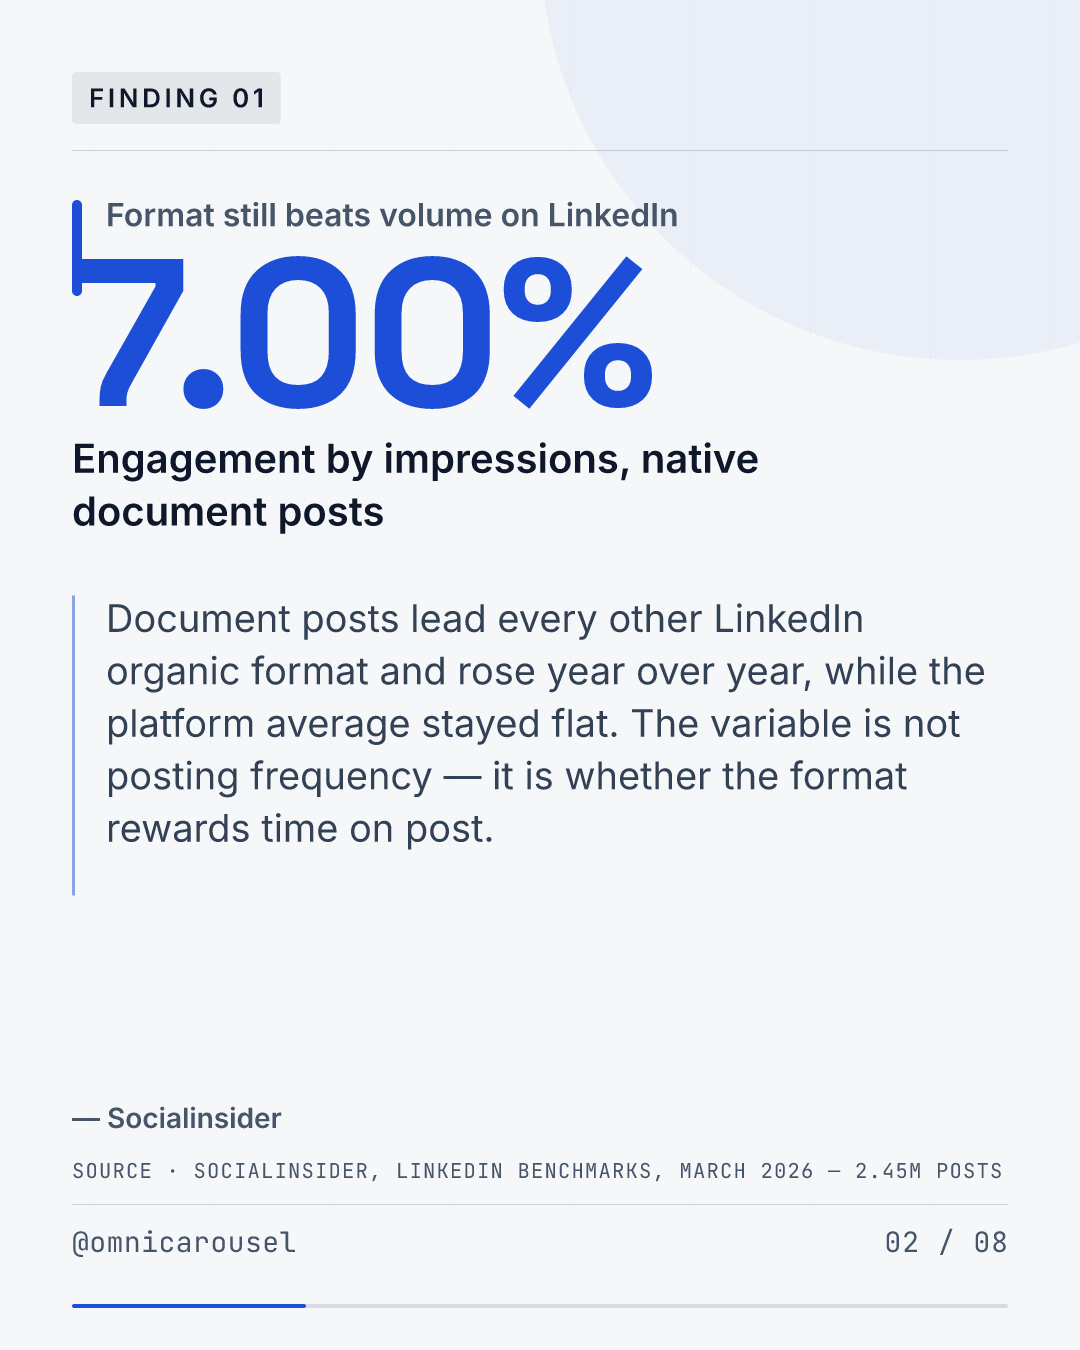 FINDING 01
Format still beats volume on LinkedIn
7.00%
Engagement by impressions, native
document posts
Document posts lead every other LinkedIn
organic format and rose year over year, while the
platform average stayed flat. The variable is not
posting frequency — it is whether the format
rewards time on post.
— Socialinsider
SOURCE · SOCIALINSIDER, LINKEDIN BENCHMARKS, MARCH 2026 — 2.45M POSTS
@omnicarousel
02 / 08